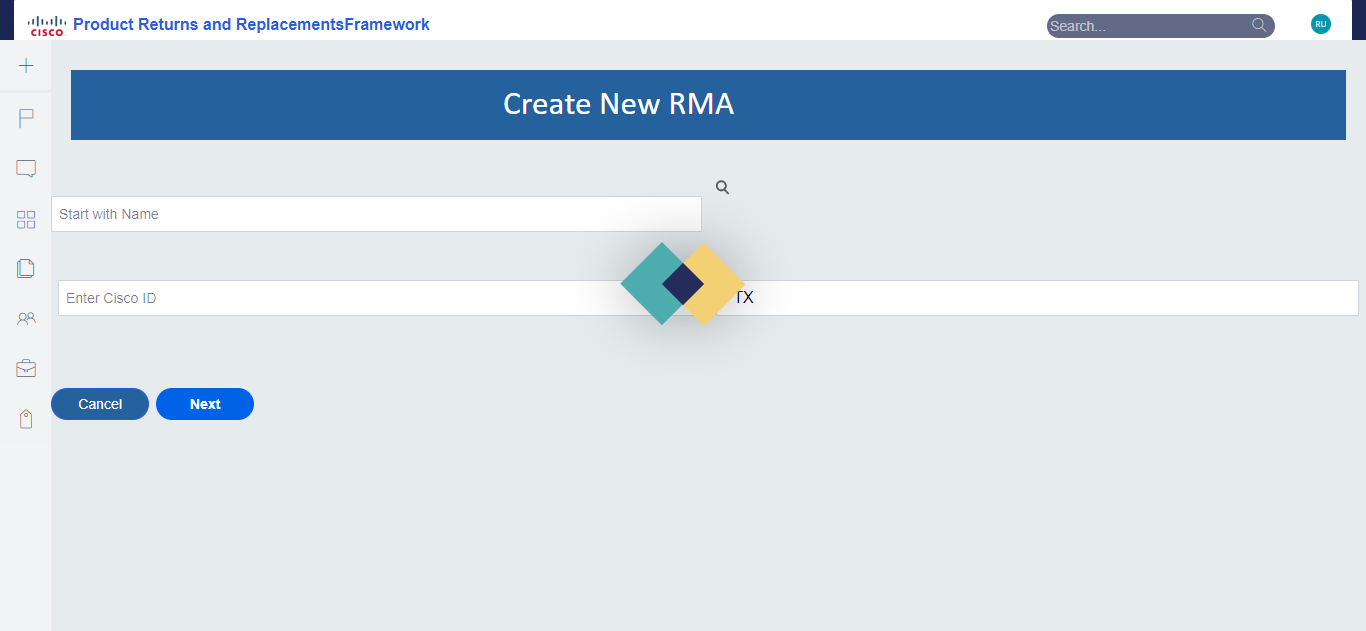 CISCO Product Returns and ReplacementsFramework
Search...
RU
Create New RMA
Start with Name
Enter Cisco ID
TX
Cancel
Next